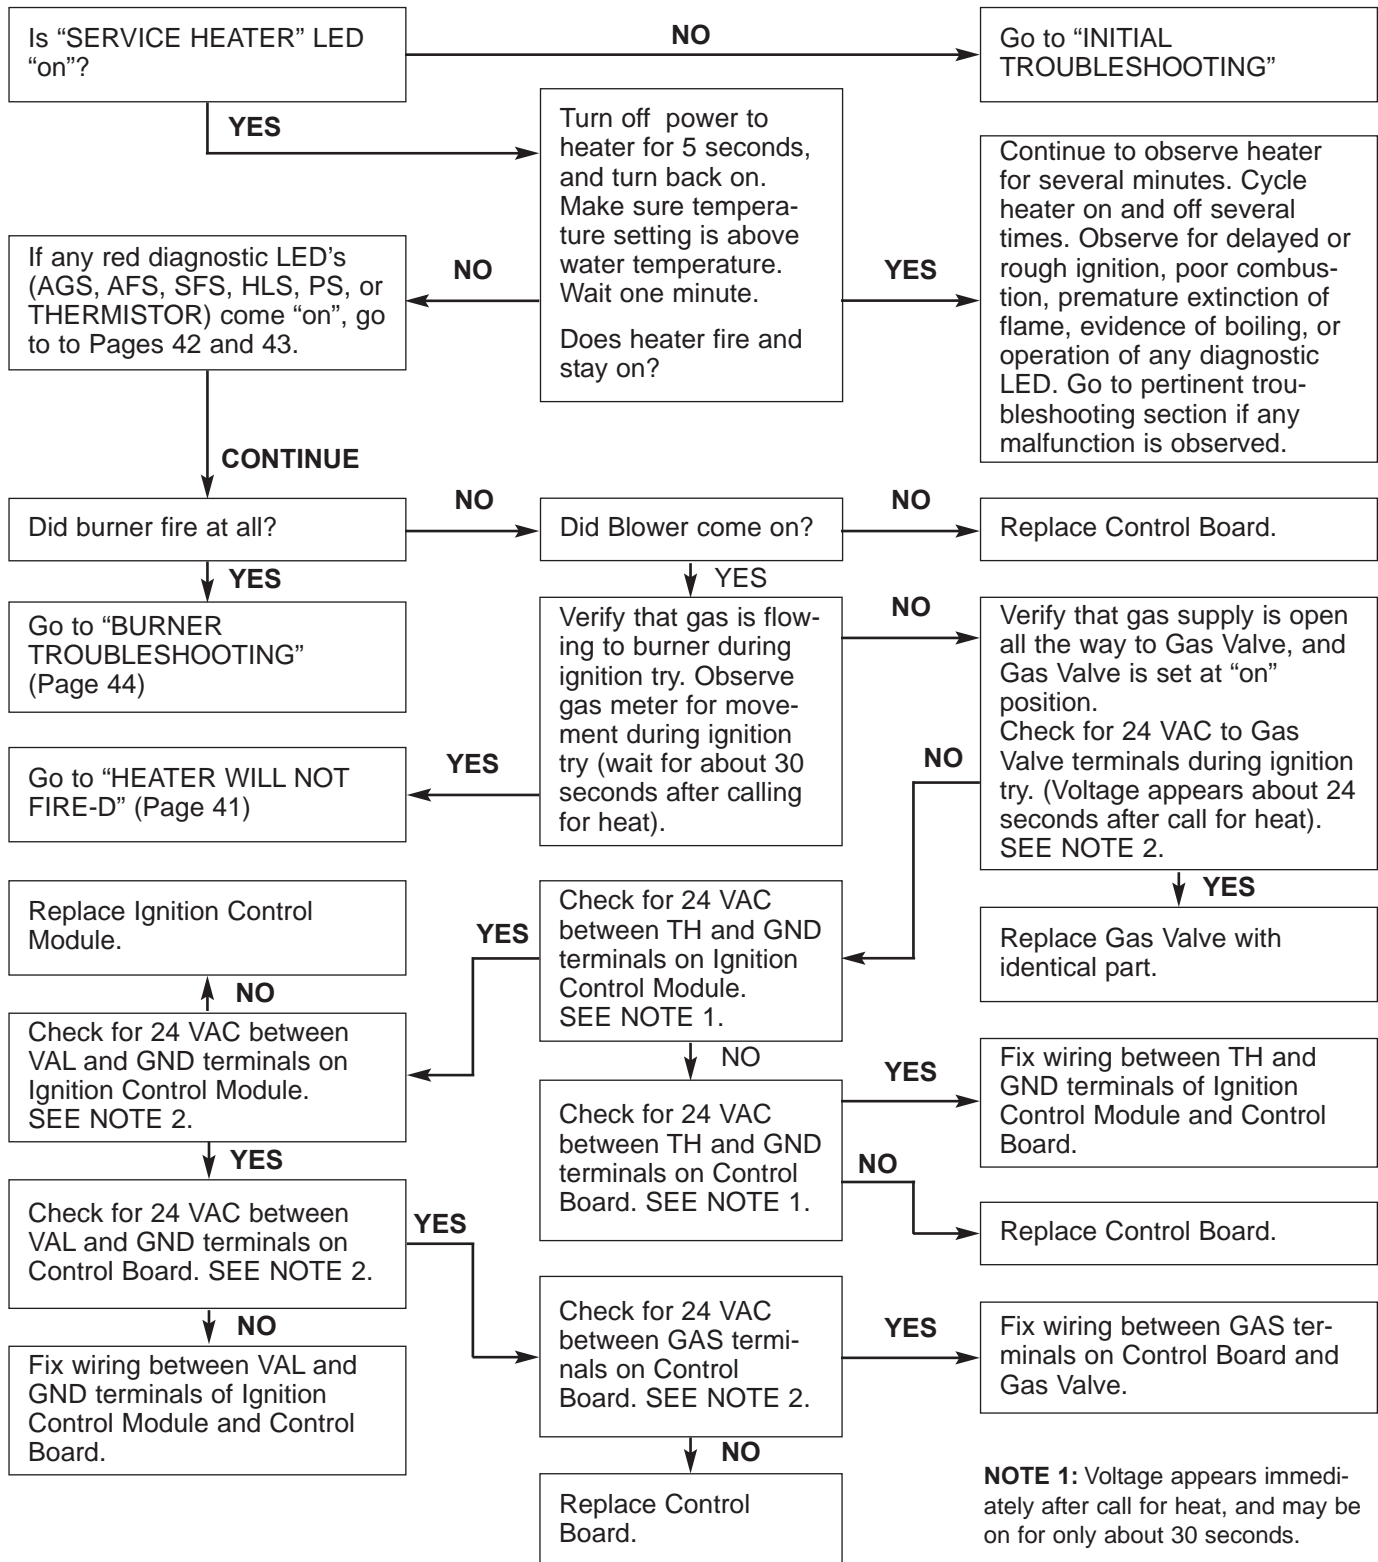 Is “SERVICE HEATER” LED
“on”?
NO
Go to “INITIAL
TROUBLESHOOTING”
YES
Turn off power to
heater for 5 seconds,
and turn back on.
Make sure tempera-
ture setting is above
water temperature.
Wait one minute.
Does heater fire and
stay on?
NO
If any red diagnostic LED's
(AGS, AFS, SFS, HLS, PS, or
THERMISTOR) come “on”, go
to to Pages 42 and 43.
YES
Continue to observe heater
for several minutes. Cycle
heater on and off several
times. Observe for delayed or
rough ignition, poor combus-
tion, premature extinction of
flame, evidence of boiling, or
operation of any diagnostic
LED. Go to pertinent trou-
bleshooting section if any
malfunction is observed.
CONTINUE
Did burner fire at all?
NO
Did Blower come on?
NO
Replace Control Board.
YES
Go to “BURNER
TROUBLESHOOTING”
(Page 44)
YES
Verify that gas is flow-
ing to burner during
ignition try. Observe
gas meter for move-
ment during ignition
try (wait for about 30
seconds after calling
for heat).
NO
Verify that gas supply is open
all the way to Gas Valve, and
Gas Valve is set at “on”
position.
Check for 24 VAC to Gas
Valve terminals during ignition
try. (Voltage appears about 24
seconds after call for heat).
SEE NOTE 2.
YES
Go to “HEATER WILL NOT
FIRE-D” (Page 41)
NO
YES
Replace Gas Valve with
identical part.
Check for 24 VAC
between TH and GND
terminals on Ignition
Control Module.
SEE NOTE 1.
YES
Replace Ignition Control
Module.
NO
Check for 24 VAC between
VAL and GND terminals on
Ignition Control Module.
SEE NOTE 2.
NO
Check for 24 VAC
between TH and GND
terminals on Control
Board. SEE NOTE 1.
YES
Fix wiring between TH and
GND terminals of Ignition
Control Module and Control
Board.
NO
Replace Control Board.
YES
Check for 24 VAC between
VAL and GND terminals on
Control Board. SEE NOTE 2.
YES
Check for 24 VAC
between GAS termi-
nals on Control
Board. SEE NOTE 2.
YES
Fix wiring between GAS ter-
minals on Control Board and
Gas Valve.
NO
Fix wiring between VAL and
GND terminals of Ignition
Control Module and Control
Board.
NO
Replace Control
Board.
NOTE 1: Voltage appears immedi-
ately after call for heat, and may be
on for only about 30 seconds.